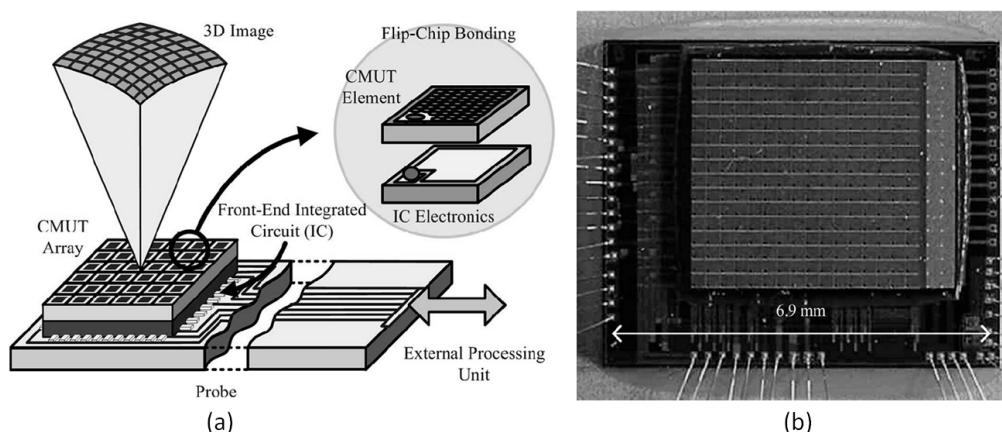 3D Image
Flip-Chip Bonding
CMUT
Element
IC Electronics
Front-End Integrated
Circuit (IC)
CMUT
Array
External Processing
Unit
Probe
(a)
6.9 mm
(b)